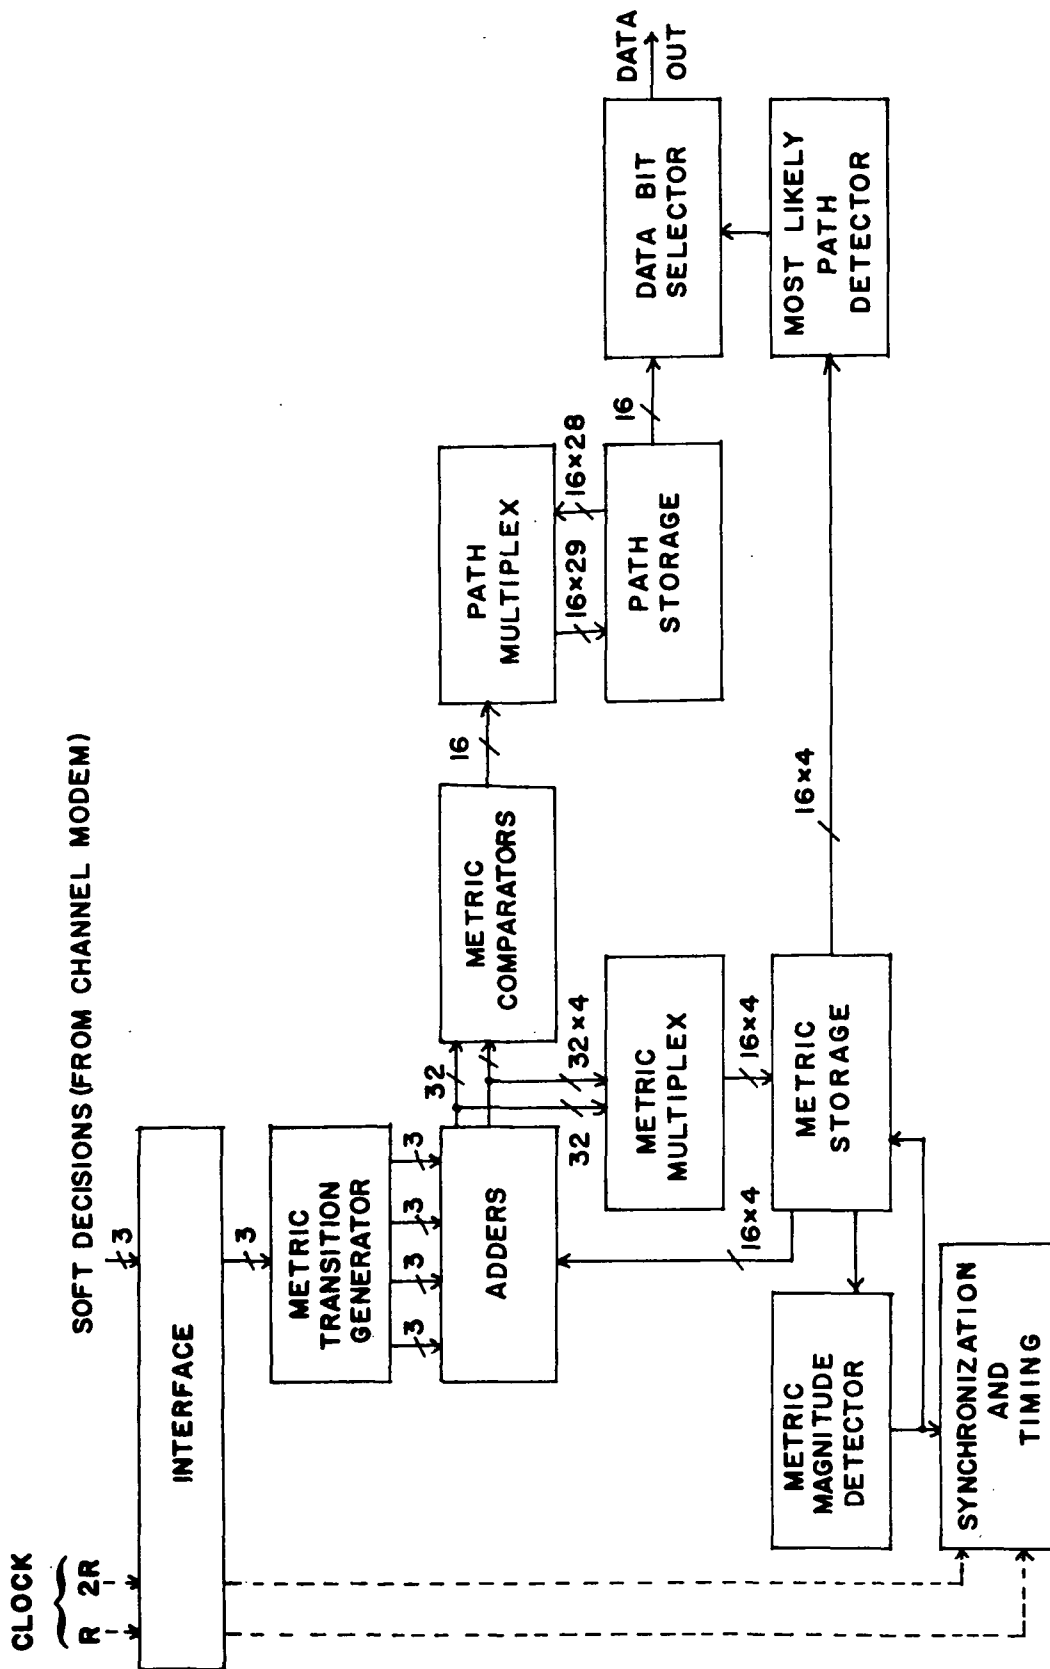 CLOCK
R 2R
SOFT DECISIONS (FROM CHANNEL MODEM)
3
INTERFACE
3
METRIC
TRANSITION
GENERATOR
3
3
3
3
ADDERS
32
32×4
32
METRIC
COMPARATORS
16
PATH
MULTIPLEX
16×29
16×28
PATH
STORAGE
16
DATA BIT
SELECTOR
DATA
OUT
METRIC
MULTIPLEX
16×4
16×4
METRIC
STORAGE
16×4
MOST LIKELY
PATH
DETECTOR
METRIC
MAGNITUDE
DETECTOR
SYNCHRONIZATION
AND
TIMING